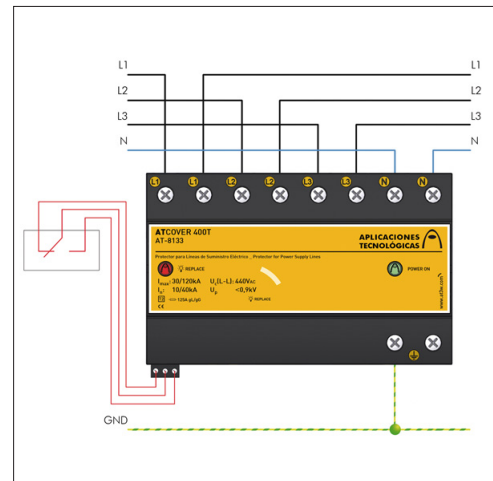 L1 L1
L2 L2
L3 L3
N N
L1 L1 L2 L2 L3 L3 N N
ATCOVER 400T
AT-8133
APLICACIONES
TECNOLÓGICAS
Protector para Líneas de Suministro Eléctrico _ Protector for Power Supply Lines
REPLACE
POWER ON
Imax: 30/120kA Uc(L-L): 440VAC
In: 10/40kA Up <0,9kV
125A gL/gG
REPLACE
CE
www.at3w.com
GND